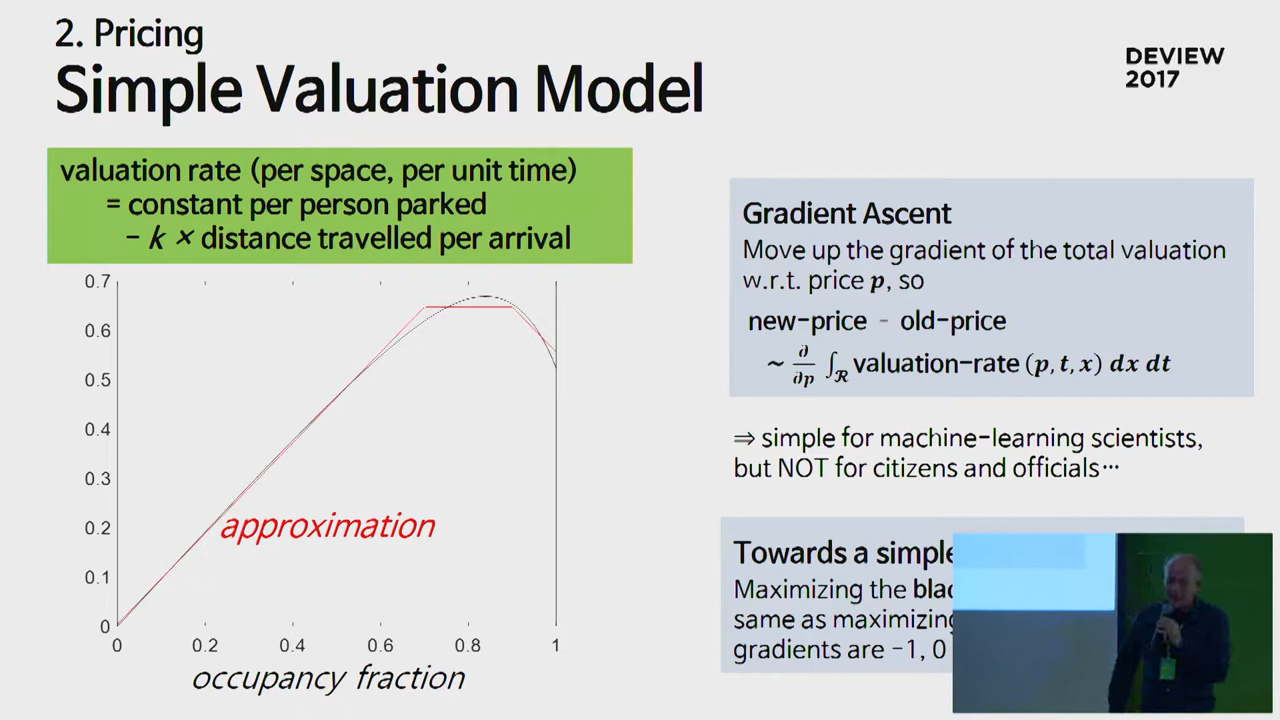 2. Pricing
Simple Valuation Model
DEVIEW
2017
valuation rate (per space, per unit time)
= constant per person parked
− k × distance travelled per arrival
0.7
0.6
0.5
0.4
0.3
0.2
0.1
0
0
0.2
0.4
0.6
0.8
1
approximation
occupancy fraction
Gradient Ascent
Move up the gradient of the total valuation
w.r.t. price p, so
new-price - old-price
~ ∂/∂p ∫R valuation-rate (p, t, x) dx dt
⇒ simple for machine-learning scientists,
but NOT for citizens and officials…
Towards a simple
Maximizing the
same as maximizing
gradients are −1, 0